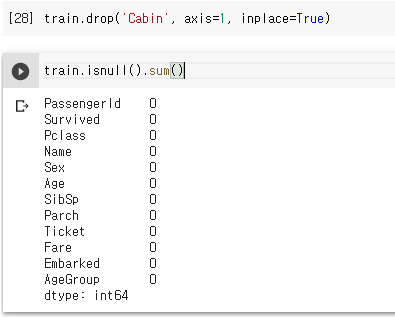 [28] train.drop('Cabin', axis=1, inplace=True)
train.isnull().sum()
PassengerId 0
Survived 0
Pclass 0
Name 0
Sex 0
Age 0
SibSp 0
Parch 0
Ticket 0
Fare 0
Embarked 0
AgeGroup 0
dtype: int64